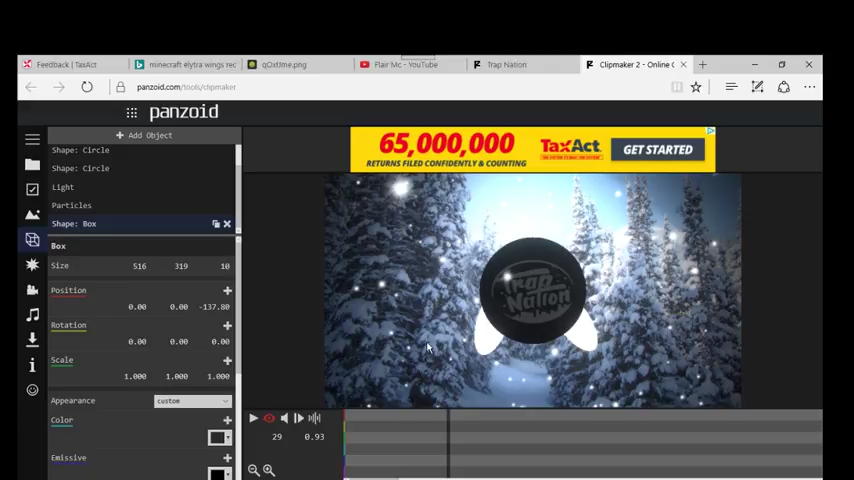 Feedback | TaxAct
minecraft elytra wings rec
qOxtJme.png
Flair Mc - YouTube
Trap Nation
Clipmaker 2 - Online C
panzoid.com/tools/clipmaker
panzoid
Add Object
65,000,000
RETURNS FILED CONFIDENTLY & COUNTING
TaxAct
GET STARTED
Shape: Circle
Shape: Circle
Light
Particles
Shape: Box
Box
Size 516 319 10
Position
0.00 0.00 -137.80
Rotation
0.00 0.00 0.00
Scale
1.000 1.000 1.000
Appearance custom
Color
Emissive
Trap
Nation
29 0.93